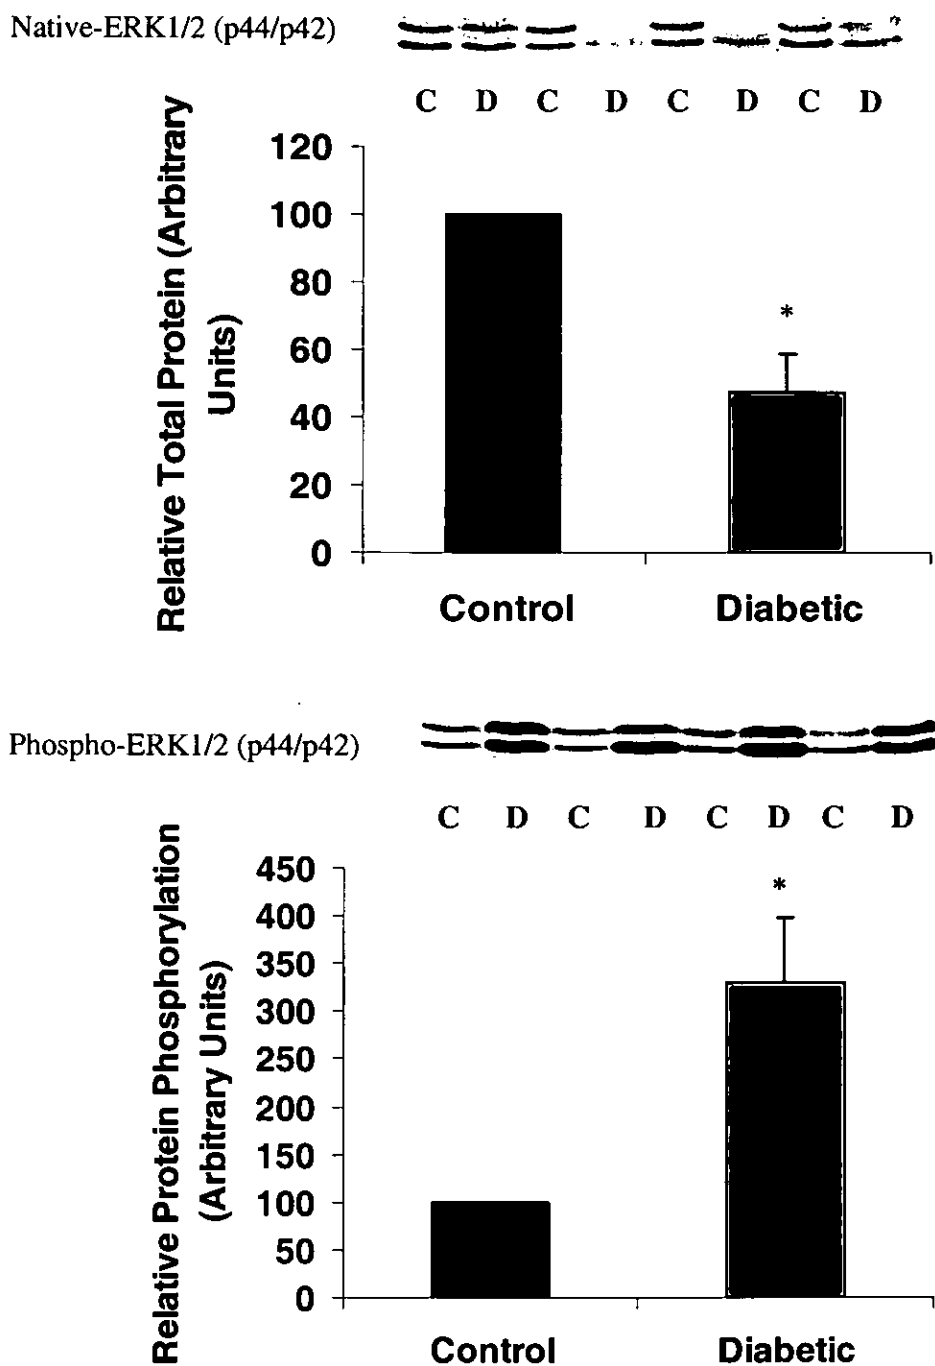 Native-ERK1/2 (p44/p42)
C D C D C D C D
Relative Total Protein (Arbitrary
Units)
120
100
80
60
40
20
0
*
Control Diabetic
Phospho-ERK1/2 (p44/p42)
C D C D C D C D
Relative Protein Phosphorylation
(Arbitrary Units)
450
400
350
300
250
200
150
100
50
0
*
Control Diabetic